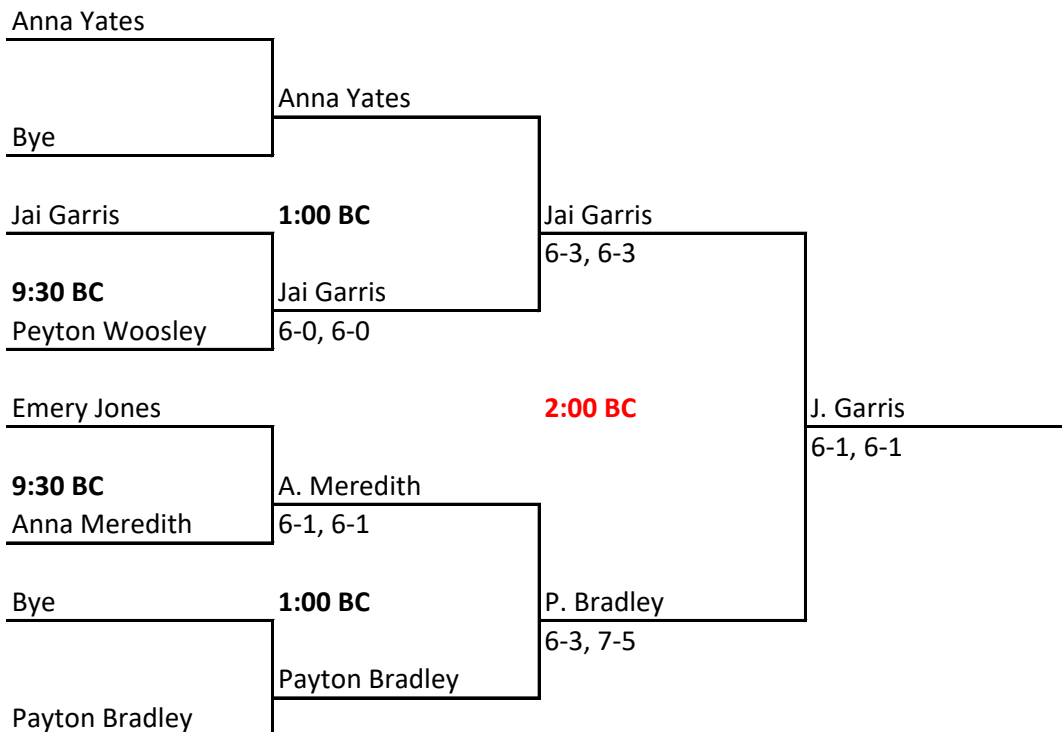 Anna Yates
Anna Yates
Bye
Jai Garris
1:00 BC
Jai Garris
6-3, 6-3
9:30 BC
Jai Garris
Peyton Woosley
6-0, 6-0
Emery Jones
2:00 BC
J. Garris
6-1, 6-1
9:30 BC
A. Meredith
Anna Meredith
6-1, 6-1
Bye
1:00 BC
P. Bradley
6-3, 7-5
Payton Bradley
Payton Bradley